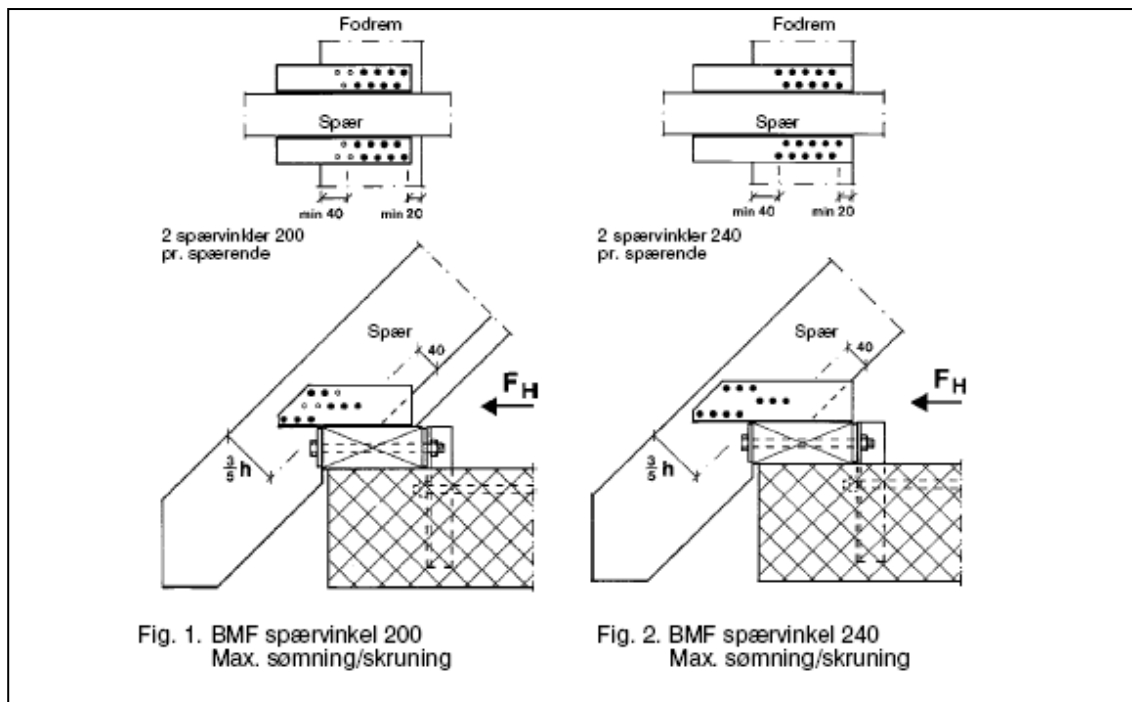 Fodrem
Spær
min 40
min 20
2 spærvinkler 200
pr. spærende
Spær
40
F H
3/5 h
Fig. 1. BMF spærvinkel 200
Max. sømning/skruning
Fodrem
Spær
min 40
min 20
2 spærvinkler 240
pr. spærende
Spær
40
F H
3/5 h
Fig. 2. BMF spærvinkel 240
Max. sømning/skruning